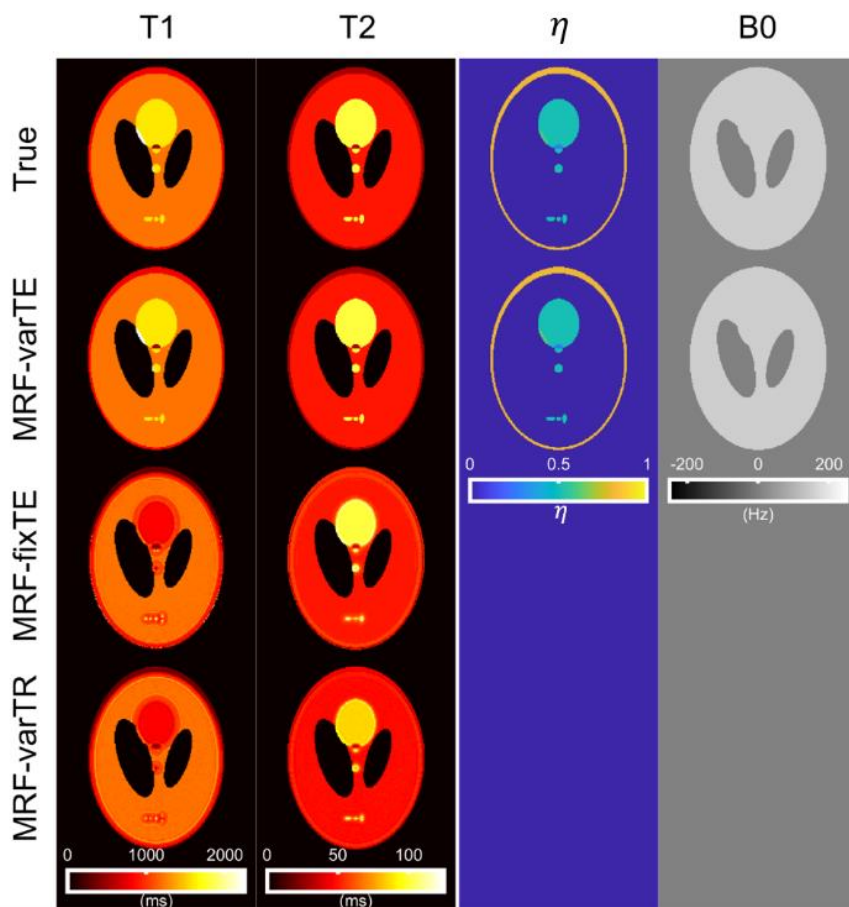 T1 T2 η B0
True
MRF-varTE
0 0.5 1
η
-200 0 200
(Hz)
MRF-fixTE
MRF-varTR
0 1000 2000
(ms)
0 50 100
(ms)